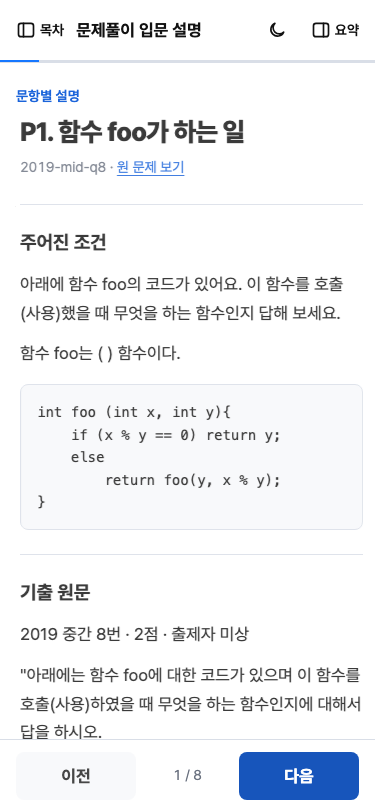 목차 문제풀이 입문 설명 요약
문항별 설명
P1. 함수 foo가 하는 일
2019-mid-q8 · 원 문제 보기
주어진 조건
아래에 함수 foo의 코드가 있어요. 이 함수를 호출
(사용)했을 때 무엇을 하는 함수인지 답해 보세요.
함수 foo는 ( ) 함수이다.
int foo (int x, int y){
    if (x % y == 0) return y;
    else
        return foo(y, x % y);
}
기출 원문
2019 중간 8번 · 2점 · 출제자 미상
"아래에는 함수 foo에 대한 코드가 있으며 이 함수를
호출(사용)하였을 때 무엇을 하는 함수인지에 대해서
답을 하시오.
이전 1 / 8 다음